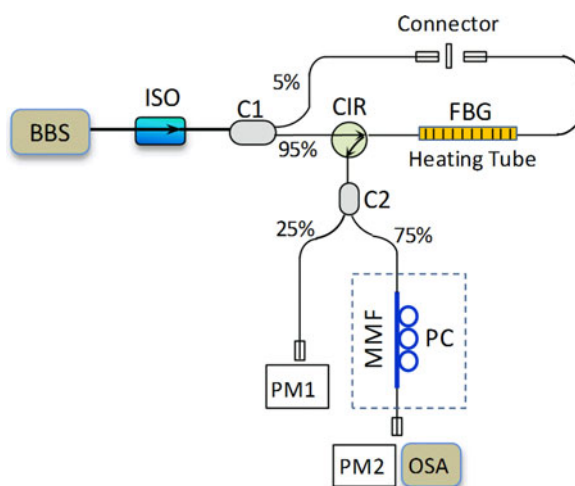 Connector
5%
ISO
C1
CIR
FBG
BBS
95%
Heating Tube
C2
25%
75%
MMF
PC
PM1
PM2
OSA